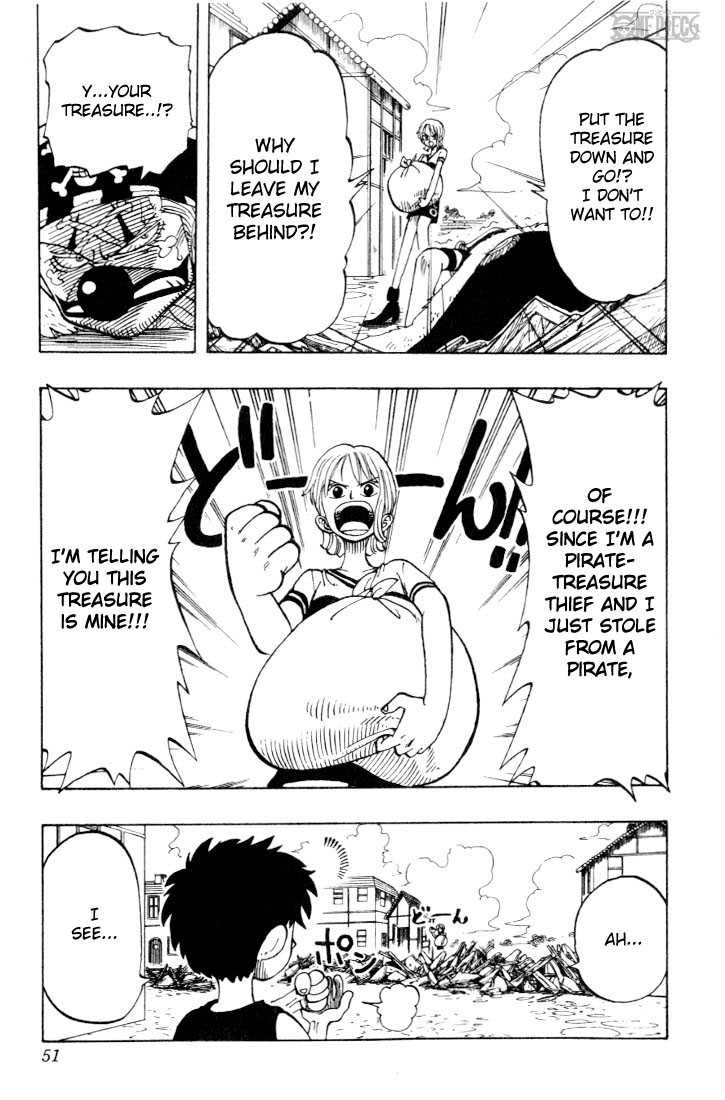 ONE PIECE
PUT THE
TREASURE
DOWN AND
GO!?
I DON'T
WANT TO!!
WHY
SHOULD I
LEAVE MY
TREASURE
BEHIND?!
Y...YOUR
TREASURE..!?
OF
COURSE!!!
SINCE I'M A
PIRATE-
TREASURE
THIEF AND I
JUST STOLE
FROM A
PIRATE,
どーーん!!
I'M TELLING
YOU THIS
TREASURE
IS MINE!!!
AH...
どーん
ポン
I
SEE...
51